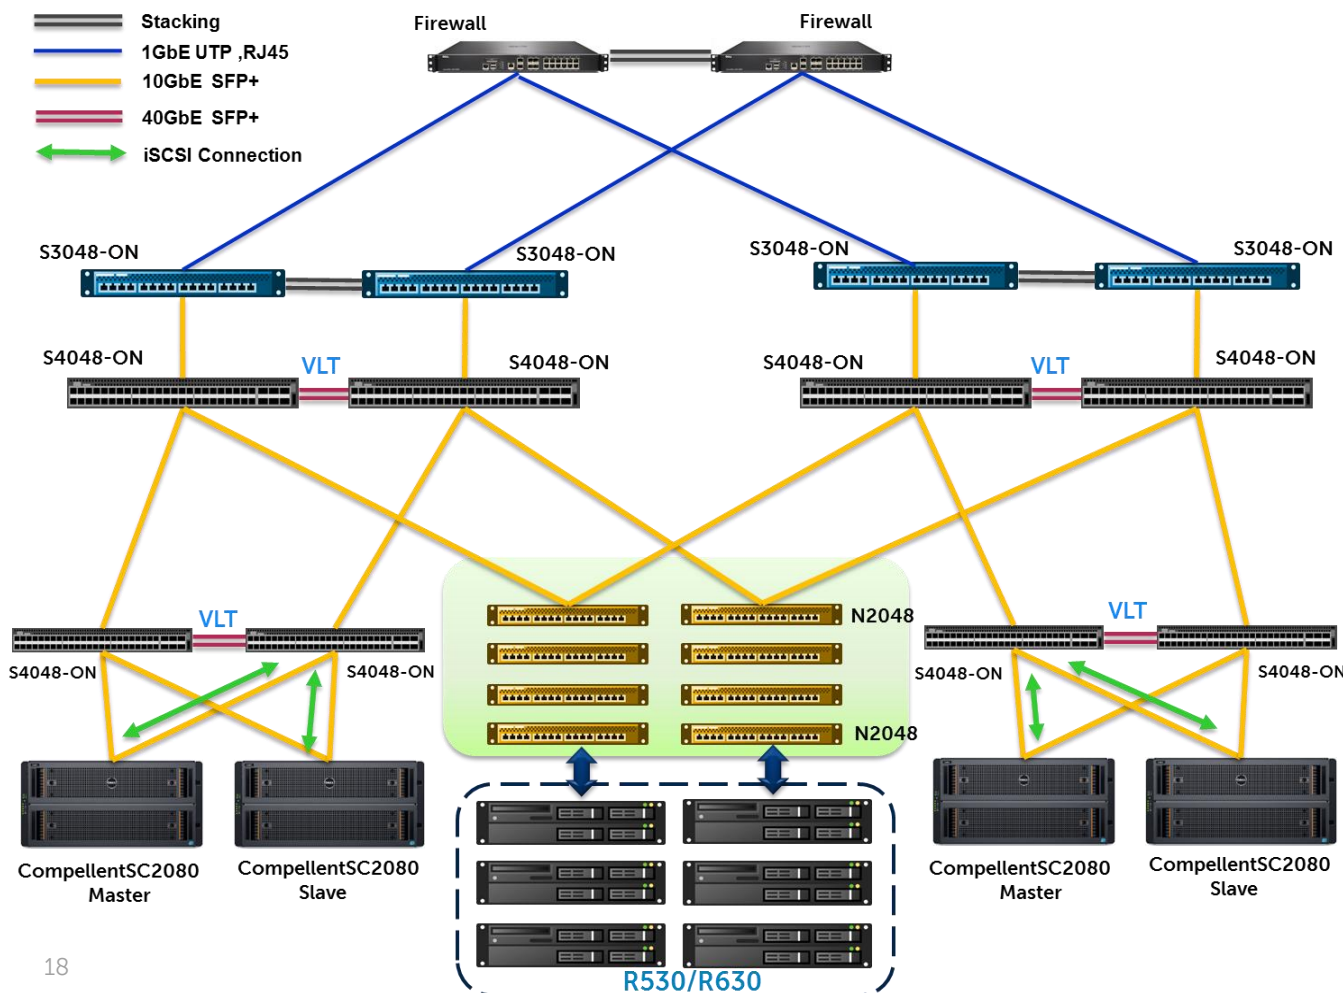 Stacking
1GbE UTP ,RJ45
10GbE SFP+
40GbE SFP+
iSCSI Connection
Firewall
Firewall
S3048-ON
S3048-ON
S3048-ON
S3048-ON
S4048-ON
VLT
S4048-ON
S4048-ON
VLT
S4048-ON
VLT
S4048-ON
S4048-ON
N2048
N2048
VLT
S4048-ON
S4048-ON
CompellentSC2080
Master
CompellentSC2080
Slave
CompellentSC2080
Master
CompellentSC2080
Slave
R530/R630
18